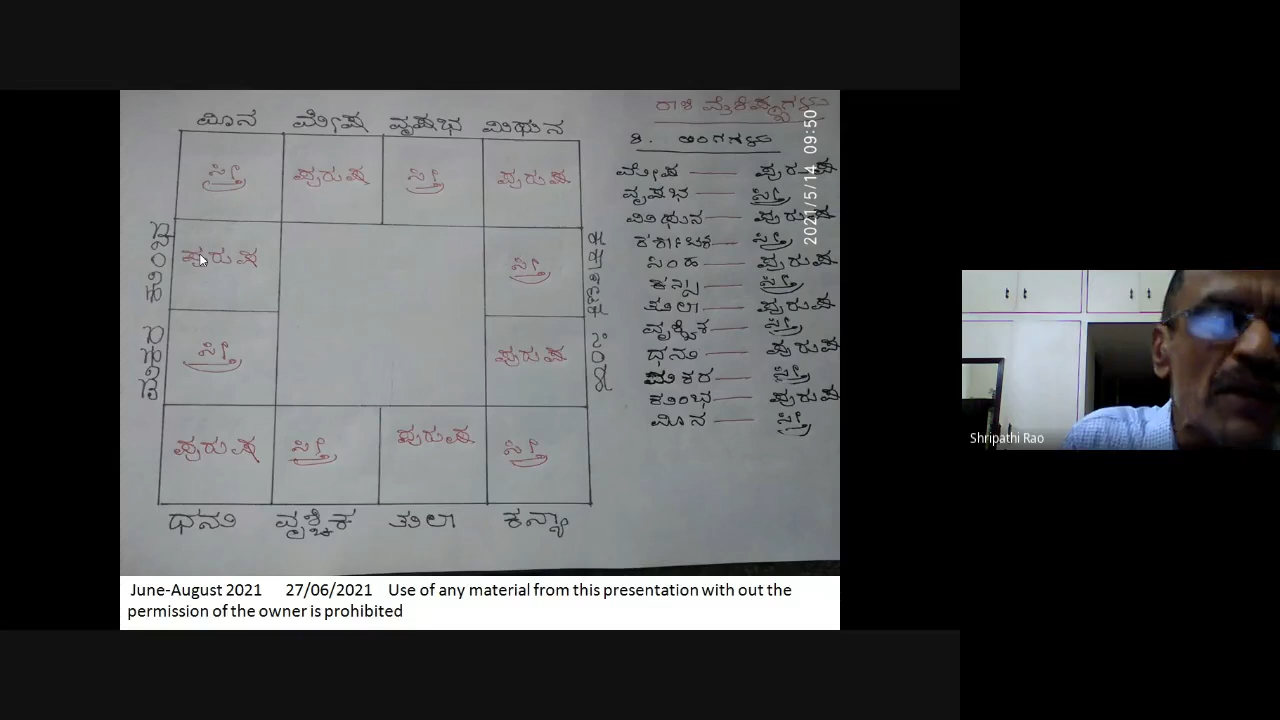 ಮೀನ ಮೇಷ ವೃಷಭ ಮಿಥುನ
ಸ್ತ್ರೀ ಪುರುಷ ಸ್ತ್ರೀ ಪುರುಷ
ಕುಂಭ ಪುರುಷ ಸ್ತ್ರೀ ಕರ್ಕಾಟಕ
ಮಕರ ಸ್ತ್ರೀ ಪುರುಷ ಸಿಂಹ
ಪುರುಷ ಸ್ತ್ರೀ ಪುರುಷ ಸ್ತ್ರೀ
ಧನು ವೃಶ್ಚಿಕ ತುಲಾ ಕನ್ಯಾ
ರಾಶಿ ವೈಶಿಷ್ಟ್ಯಗಳು
ಲಿಂಗಗಳು
ಮೇಷ — ಪುರುಷ
ವೃಷಭ — ಸ್ತ್ರೀ
ಮಿಥುನ — ಪುರುಷ
ಕರ್ಕಾಟಕ — ಸ್ತ್ರೀ
ಸಿಂಹ — ಪುರುಷ
ಕನ್ಯಾ — ಸ್ತ್ರೀ
ತುಲಾ — ಪುರುಷ
ವೃಶ್ಚಿಕ — ಸ್ತ್ರೀ
ಧನು — ಪುರುಷ
ಮಕರ — ಸ್ತ್ರೀ
ಕುಂಭ — ಪುರುಷ
ಮೀನ — ಸ್ತ್ರೀ
2021/5/14 09:50
June-August 2021 27/06/2021 Use of any material from this presentation with out the
permission of the owner is prohibited
Shripathi Rao